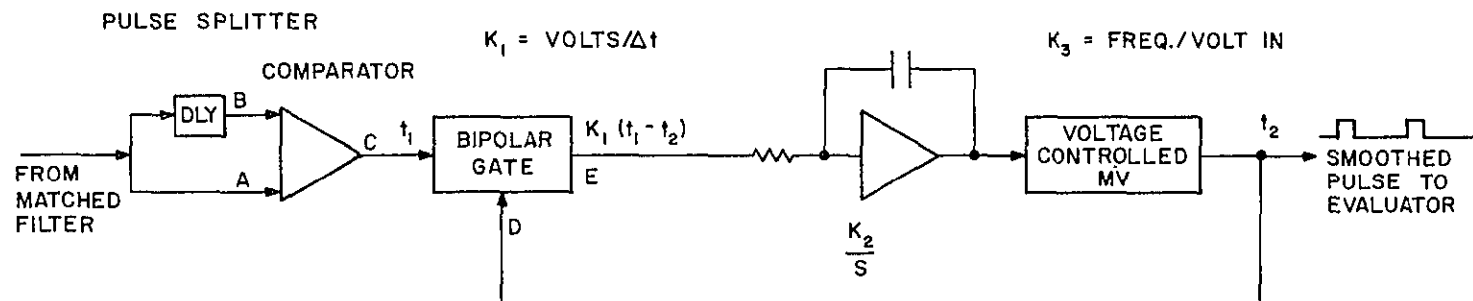 PULSE SPLITTER
K₁ = VOLTS/Δt
K₃ = FREQ./VOLT IN
COMPARATOR
DLY
B
C
t₁
A
FROM
MATCHED
FILTER
BIPOLAR
GATE
K₁ (t₁ - t₂)
E
D
K₂
S
VOLTAGE
CONTROLLED
MV
t₂
SMOOTHED
PULSE TO
EVALUATOR